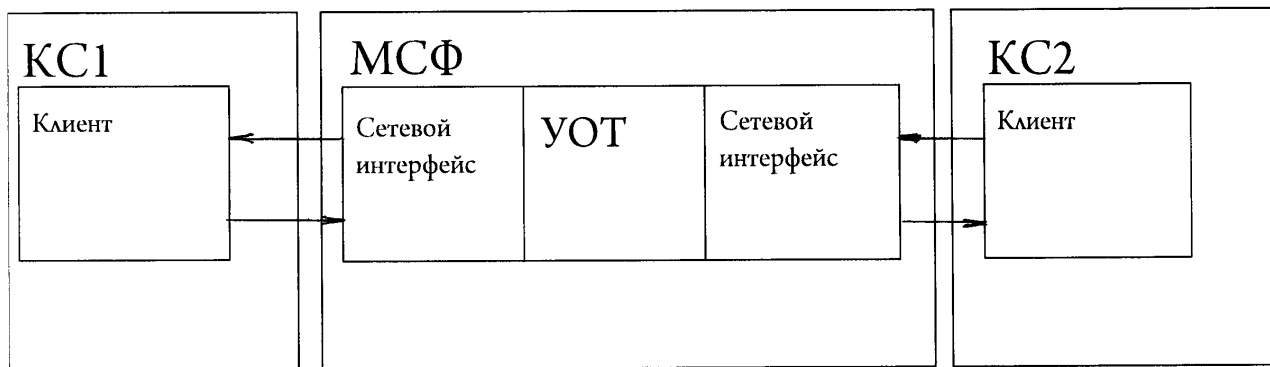 КС1
Клиент
МСФ
Сетевой
интерфейс
УОТ
Сетевой
интерфейс
КС2
Клиент